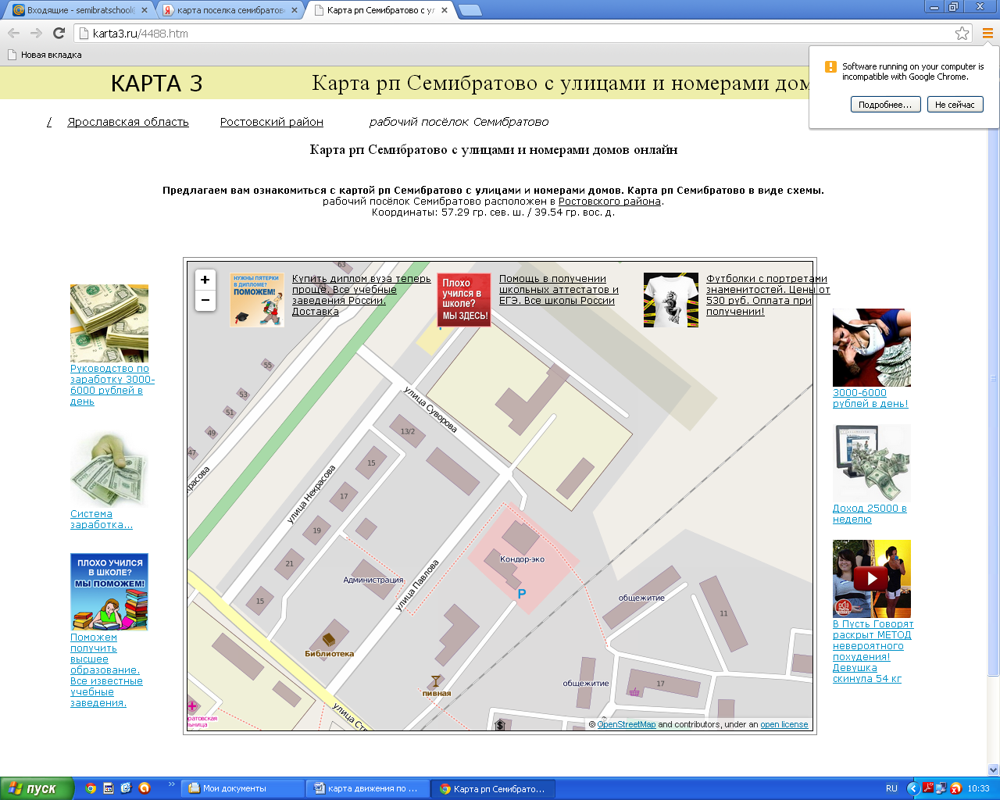 Входящие - semibratschool@
карта поселка семибратов
Карта рп Семибратово с ул
karta3.ru/4488.htm
Новая вкладка
Software running on your computer is
incompatible with Google Chrome.
Подробнее...
Не сейчас
КАРТА 3
Карта рп Семибратово с улицами и номерами дом
/
Ярославская область
Ростовский район
рабочий посёлок Семибратово
Карта рп Семибратово с улицами и номерами домов онлайн
Предлагаем вам ознакомиться с картой рп Семибратово с улицами и номерами домов. Карта рп Семибратово в виде схемы.
рабочий посёлок Семибратово расположен в Ростовского района.
Координаты: 57.29 гр. сев. ш. / 39.54 гр. вос. д.
Руководство по
заработку 3000-
6000 рублей в
день
Система
заработка...
ПЛОХО УЧИЛСЯ
В ШКОЛЕ?
МЫ ПОМОЖЕМ!
Поможем
получить
высшее
образование.
Все известные
учебные
заведения.
+
−
НУЖНЫ ПЯТЕРКИ
В ДИПЛОМЕ?
ПОМОЖЕМ!
Купить диплом вуза теперь
проще. Все учебные
заведения России.
Доставка
Плохо
учился в
школе?
МЫ ЗДЕСЬ!
Помощь в получении
школьных аттестатов и
ЕГЭ. Все школы России
Футболки с портретами
знаменитостей. Цены от
530 руб. Оплата при
получении!
63
55
53
51
49
47
красова
улица Суворова
13/2
15
17
19
21
15
улица Некрасова
улица Павлова
Администрация
Кондор-эко
P
общежитие
11
Библиотека
пивная
общежитие
17
улица Стр
ратовская
льница
$
© OpenStreetMap and contributors, under an open license
3000-6000
рублей в день!
Доход 25000 в
неделю
В Пусть Говорят
раскрыт МЕТОД
невероятного
похудения!
Девушка
скинула 54 кг
пуск
»
Мои документы
карта движения по ...
Карта рп Семибрато...
RU
10:33